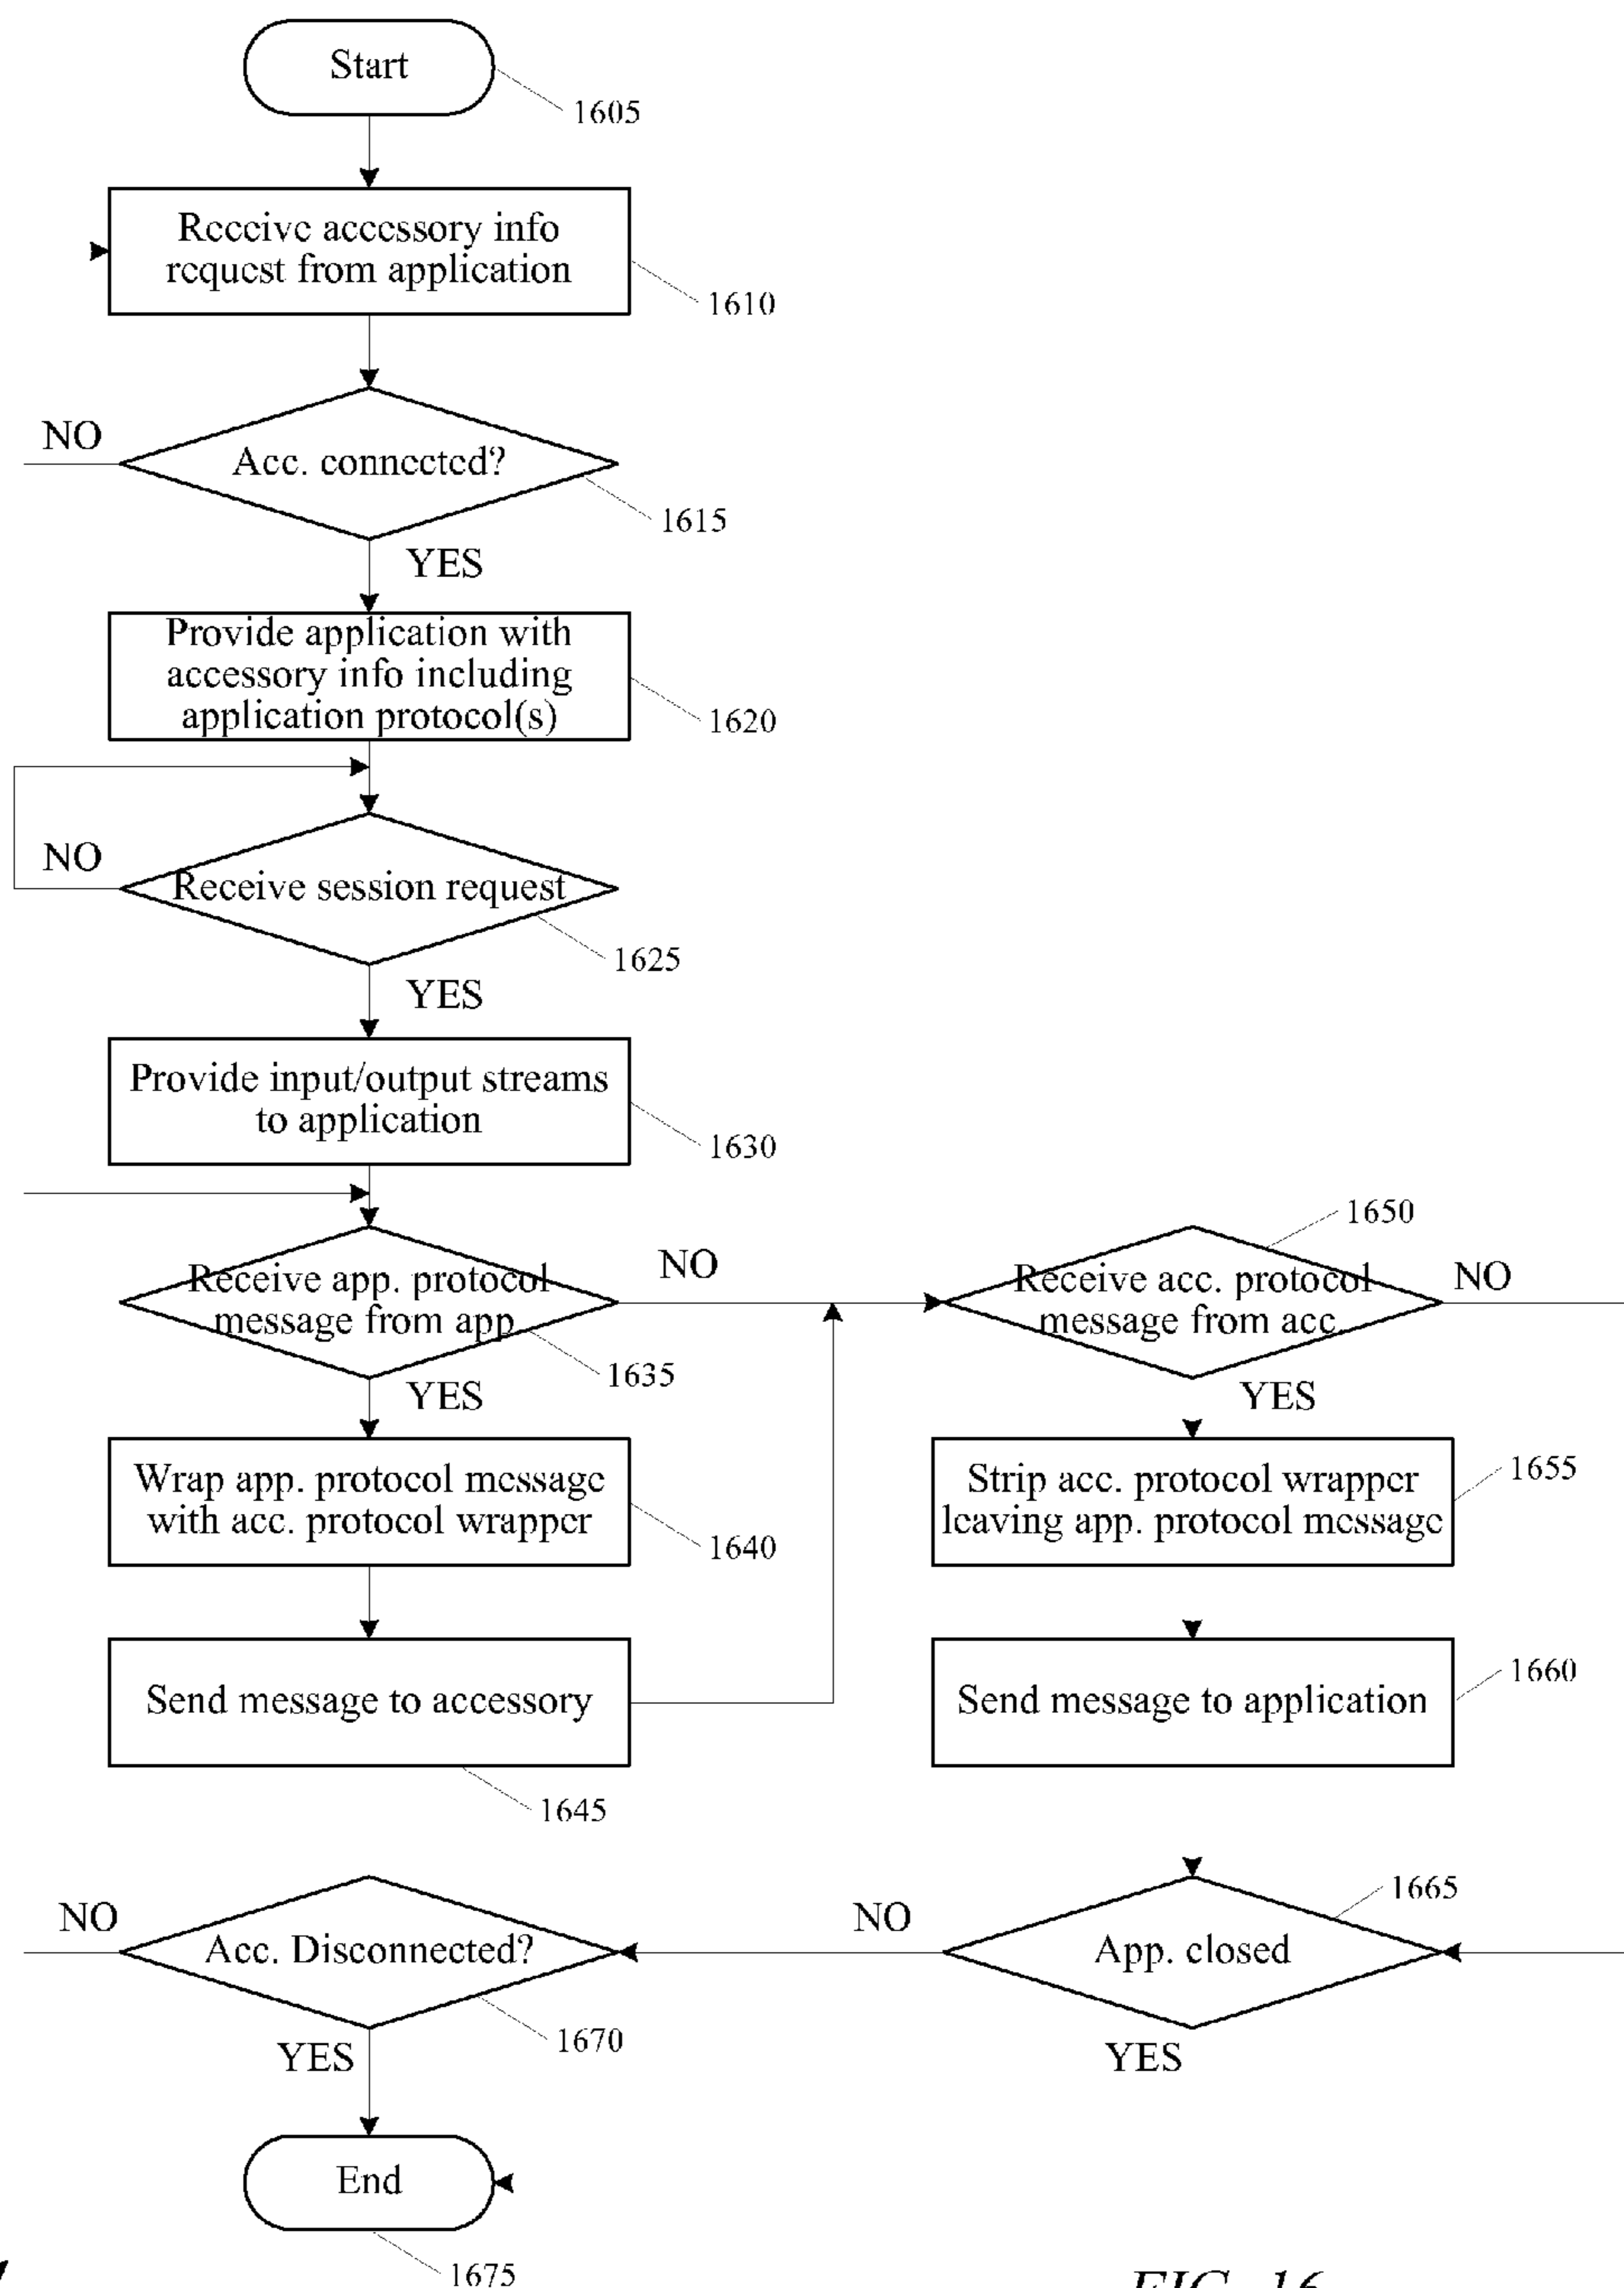 Start
1605
Receive accessory info
request from application
1610
NO
Acc. connected?
1615
YES
Provide application with
accessory info including
application protocol(s)
1620
NO
Receive session request
1625
YES
Provide input/output streams
to application
1630
1650
Receive app. protocol
message from app.
NO
Receive acc. protocol
message from acc.
NO
1635
YES
YES
Wrap app. protocol message
with acc. protocol wrapper
1640
Strip acc. protocol wrapper
leaving app. protocol message
1655
Send message to accessory
1645
Send message to application
1660
NO
Acc. Disconnected?
1670
NO
App. closed
1665
YES
YES
End
1675
FIG. 16